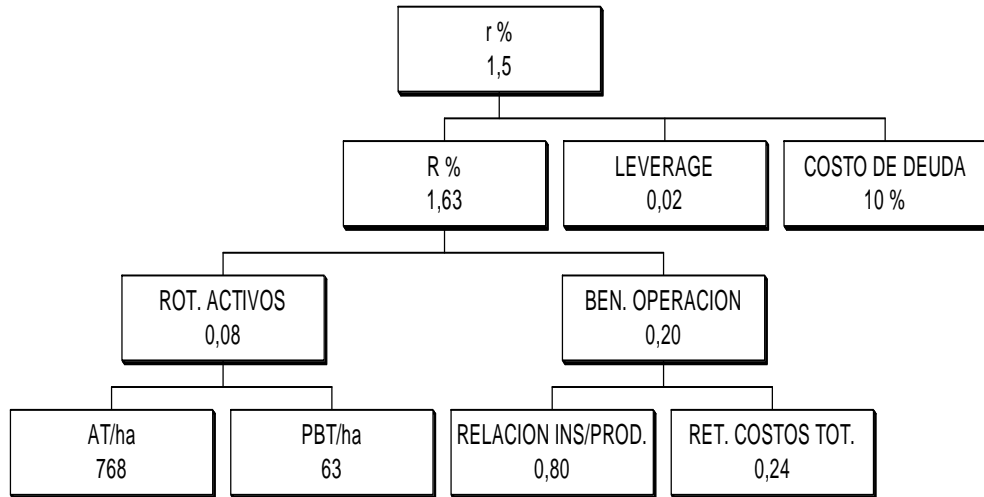 r %
1,5
R %
1,63
LEVERAGE
0,02
COSTO DE DEUDA
10 %
ROT. ACTIVOS
0,08
BEN. OPERACION
0,20
AT/ha
768
PBT/ha
63
RELACION INS/PROD.
0,80
RET. COSTOS TOT.
0,24